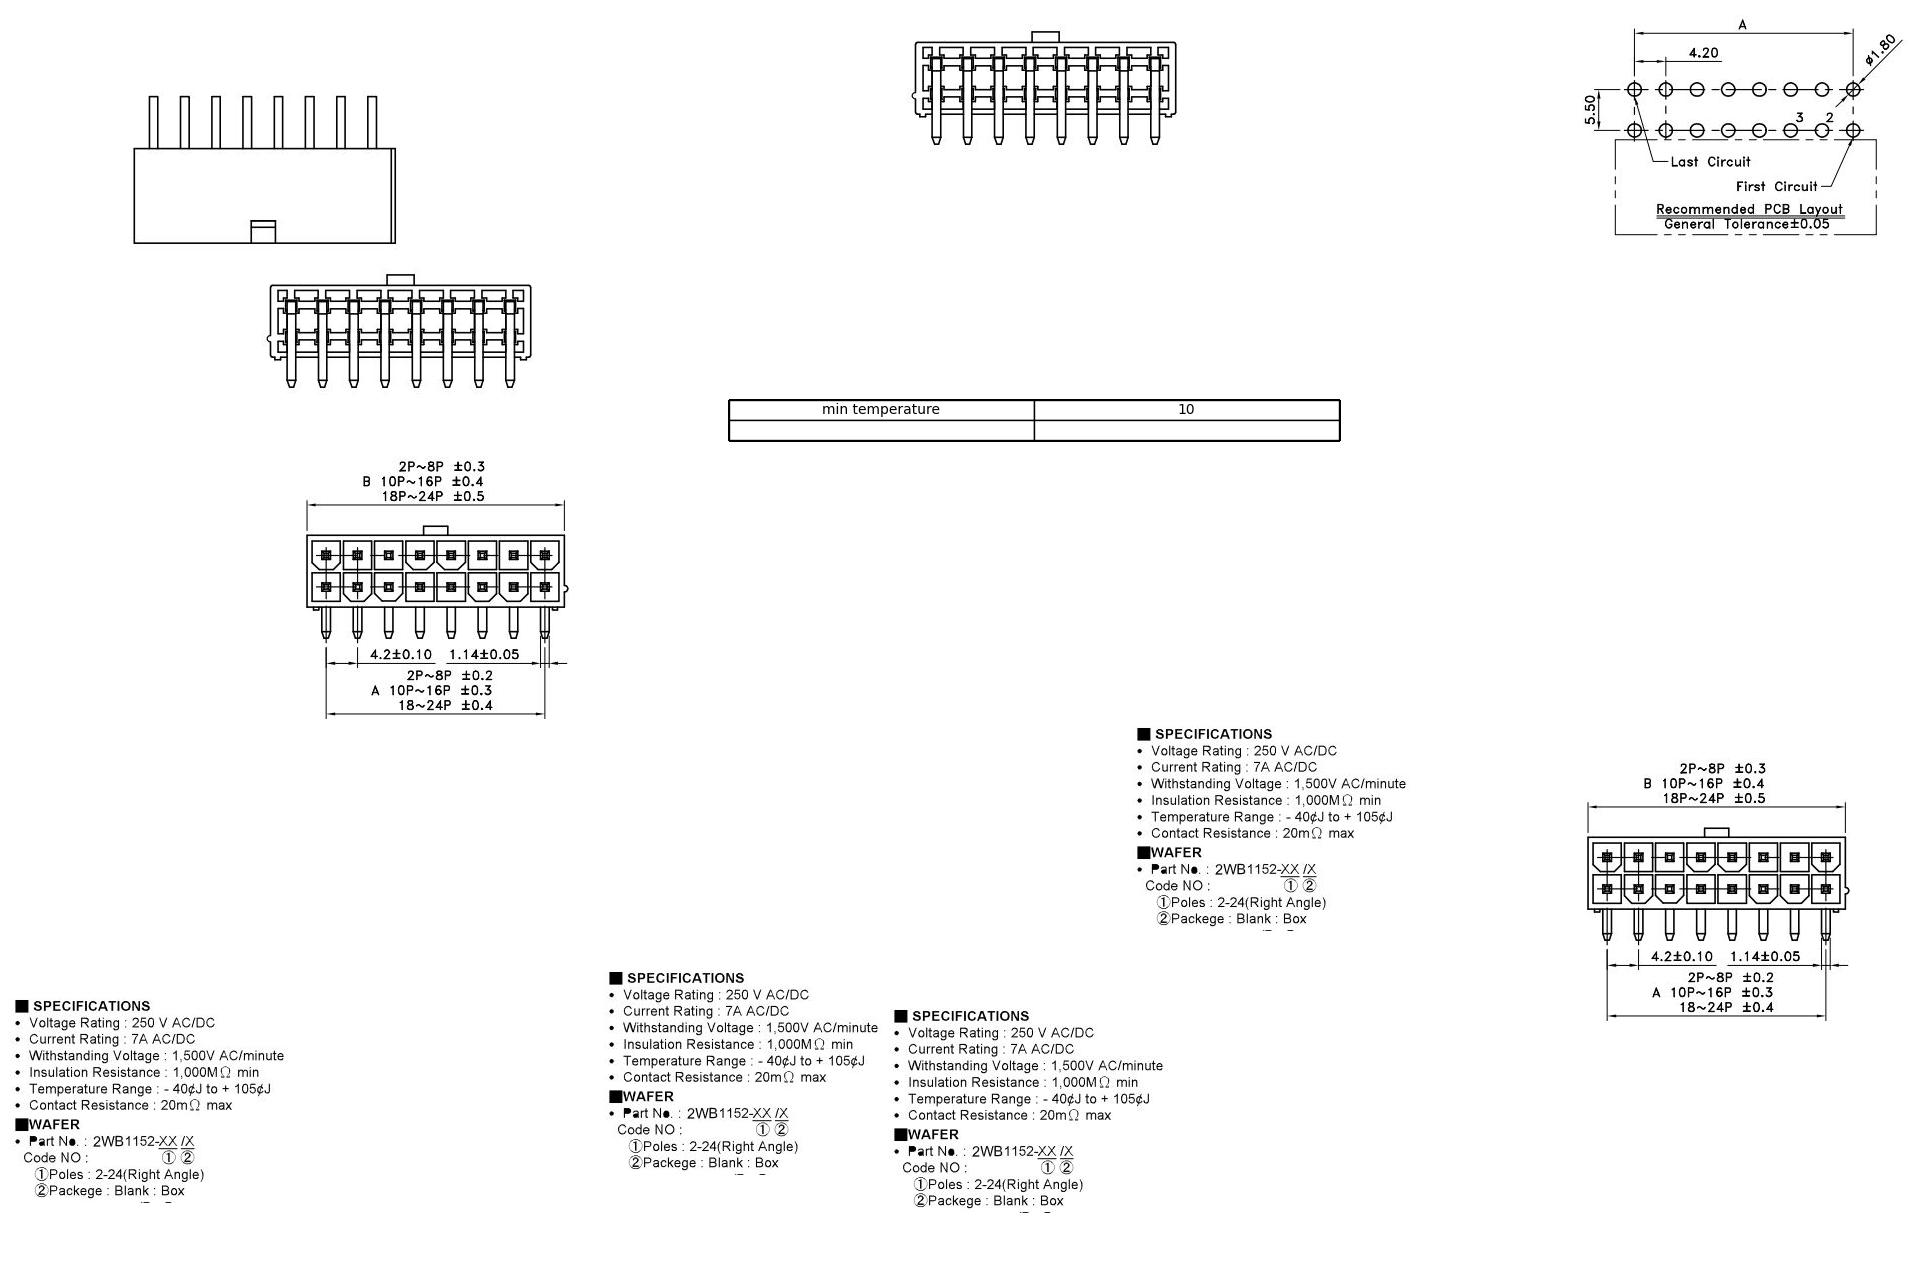 A
4.20
ø1.80
5.50
3
2
Last Circuit
First Circuit
Recommended PCB Layout
General Tolerance±0.05
min temperature 10
2P~8P ±0.3
B 10P~16P ±0.4
18P~24P ±0.5
4.2±0.10 1.14±0.05
2P~8P ±0.2
A 10P~16P ±0.3
18~24P ±0.4
■ SPECIFICATIONS
• Voltage Rating : 250 V AC/DC
• Current Rating : 7A AC/DC
• Withstanding Voltage : 1,500V AC/minute
• Insulation Resistance : 1,000MΩ min
• Temperature Range : - 40¢J to + 105¢J
• Contact Resistance : 20mΩ max
■WAFER
• Part No. : 2WB1152-XX /X
Code NO : ① ②
①Poles : 2-24(Right Angle)
②Packege : Blank : Box
2P~8P ±0.3
B 10P~16P ±0.4
18P~24P ±0.5
4.2±0.10 1.14±0.05
2P~8P ±0.2
A 10P~16P ±0.3
18~24P ±0.4
■ SPECIFICATIONS
• Voltage Rating : 250 V AC/DC
• Current Rating : 7A AC/DC
• Withstanding Voltage : 1,500V AC/minute
• Insulation Resistance : 1,000MΩ min
• Temperature Range : - 40¢J to + 105¢J
• Contact Resistance : 20mΩ max
■WAFER
• Part No. : 2WB1152-XX /X
Code NO : ① ②
①Poles : 2-24(Right Angle)
②Packege : Blank : Box
■ SPECIFICATIONS
• Voltage Rating : 250 V AC/DC
• Current Rating : 7A AC/DC
• Withstanding Voltage : 1,500V AC/minute
• Insulation Resistance : 1,000MΩ min
• Temperature Range : - 40¢J to + 105¢J
• Contact Resistance : 20mΩ max
■WAFER
• Part No. : 2WB1152-XX /X
Code NO : ① ②
①Poles : 2-24(Right Angle)
②Packege : Blank : Box
■ SPECIFICATIONS
• Voltage Rating : 250 V AC/DC
• Current Rating : 7A AC/DC
• Withstanding Voltage : 1,500V AC/minute
• Insulation Resistance : 1,000MΩ min
• Temperature Range : - 40¢J to + 105¢J
• Contact Resistance : 20mΩ max
■WAFER
• Part No. : 2WB1152-XX /X
Code NO : ① ②
①Poles : 2-24(Right Angle)
②Packege : Blank : Box